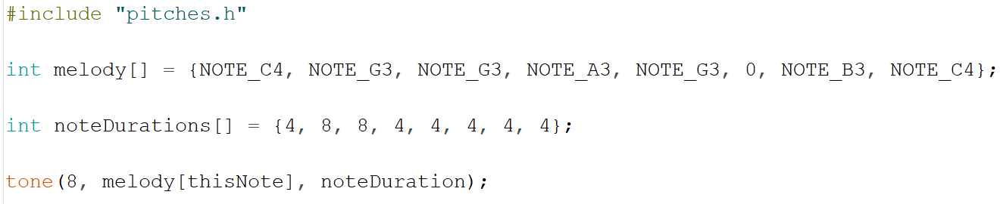 #include "pitches.h"
int melody[] = {NOTE_C4, NOTE_G3, NOTE_G3, NOTE_A3, NOTE_G3, 0, NOTE_B3, NOTE_C4};
int noteDurations[] = {4, 8, 8, 4, 4, 4, 4, 4};
tone(8, melody[thisNote], noteDuration);